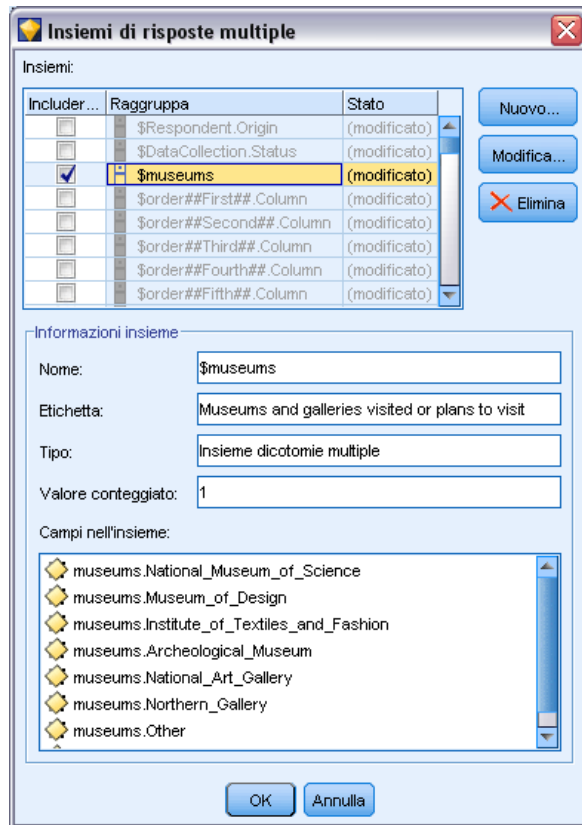 Insiemi di risposte multiple
Insiemi:
Includer... Raggruppa Stato
$Respondent.Origin (modificato)
$DataCollection.Status (modificato)
$museums (modificato)
$order##First##.Column (modificato)
$order##Second##.Column (modificato)
$order##Third##.Column (modificato)
$order##Fourth##.Column (modificato)
$order##Fifth##.Column (modificato)
Nuovo...
Modifica...
Elimina
Informazioni insieme
Nome: $museums
Etichetta: Museums and galleries visited or plans to visit
Tipo: Insieme dicotomie multiple
Valore conteggiato: 1
Campi nell'insieme:
museums.National_Museum_of_Science
museums.Museum_of_Design
museums.Institute_of_Textiles_and_Fashion
museums.Archeological_Museum
museums.National_Art_Gallery
museums.Northern_Gallery
museums.Other
OK Annulla